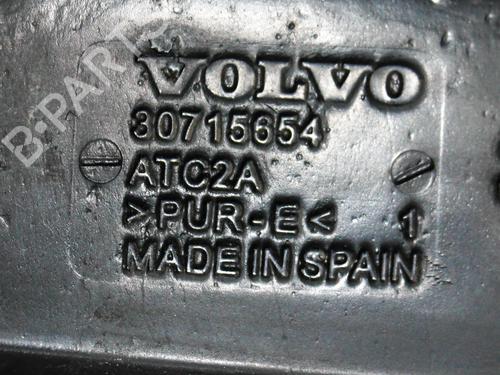 B-PARTS
VOLVO
30715654
ATC2A
>PUR-E< 1
MADE IN SPAIN